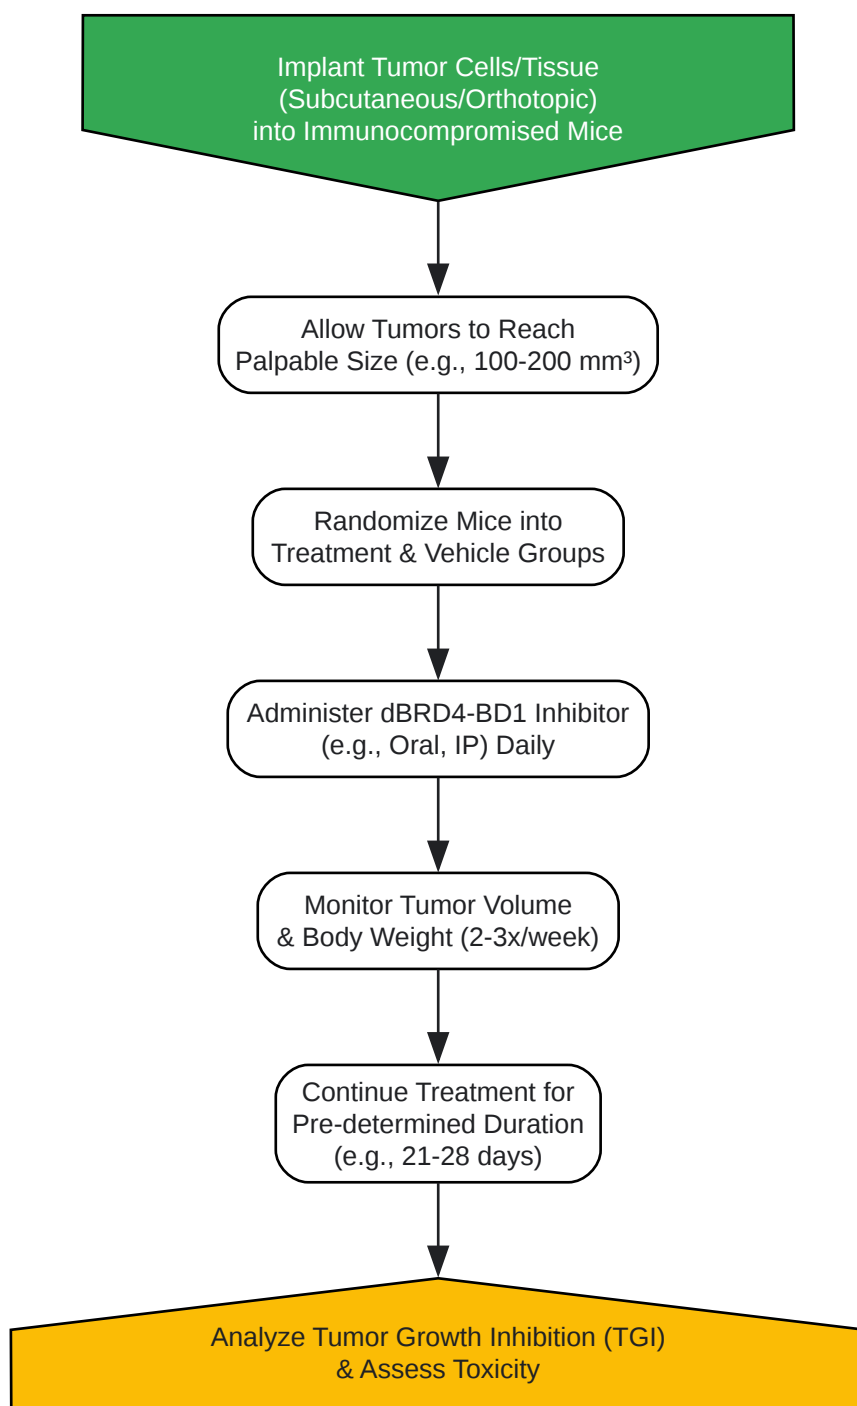 Implant Tumor Cells/Tissue
(Subcutaneous/Orthotopic)
into Immunocompromised Mice
Allow Tumors to Reach
Palpable Size (e.g., 100-200 mm³)
Randomize Mice into
Treatment & Vehicle Groups
Administer dBRD4-BD1 Inhibitor
(e.g., Oral, IP) Daily
Monitor Tumor Volume
& Body Weight (2-3x/week)
Continue Treatment for
Pre-determined Duration
(e.g., 21-28 days)
Analyze Tumor Growth Inhibition (TGI)
& Assess Toxicity